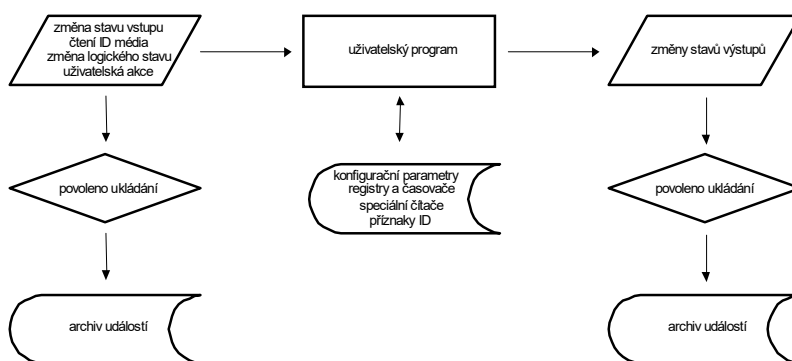 změna stavu vstupu
čtení ID média
změna logického stavu
uživatelská akce
uživatelský program
změny stavů výstupů
povoleno ukládání
konfigurační parametry
registry a časovače
speciální čítače
příznaky ID
povoleno ukládání
archiv událostí
archiv událostí